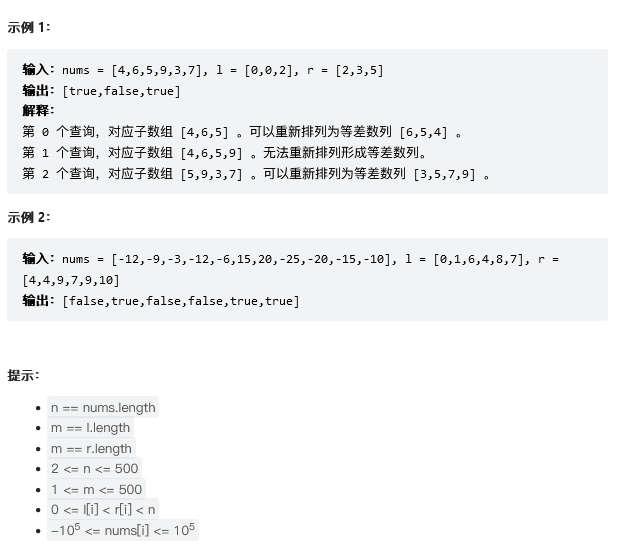 示例 1：
输入：nums = [4,6,5,9,3,7], l = [0,0,2], r = [2,3,5]
输出：[true,false,true]
解释：
第 0 个查询，对应子数组 [4,6,5] 。可以重新排列为等差数列 [6,5,4] 。
第 1 个查询，对应子数组 [4,6,5,9] 。无法重新排列形成等差数列。
第 2 个查询，对应子数组 [5,9,3,7] 。可以重新排列为等差数列 [3,5,7,9] 。
示例 2：
输入：nums = [-12,-9,-3,-12,-6,15,20,-25,-20,-15,-10], l = [0,1,6,4,8,7], r =
[4,4,9,7,9,10]
输出：[false,true,false,false,true,true]
提示：
• n == nums.length
• m == l.length
• m == r.length
• 2 <= n <= 500
• 1 <= m <= 500
• 0 <= l[i] < r[i] < n
• −10⁵ <= nums[i] <= 10⁵